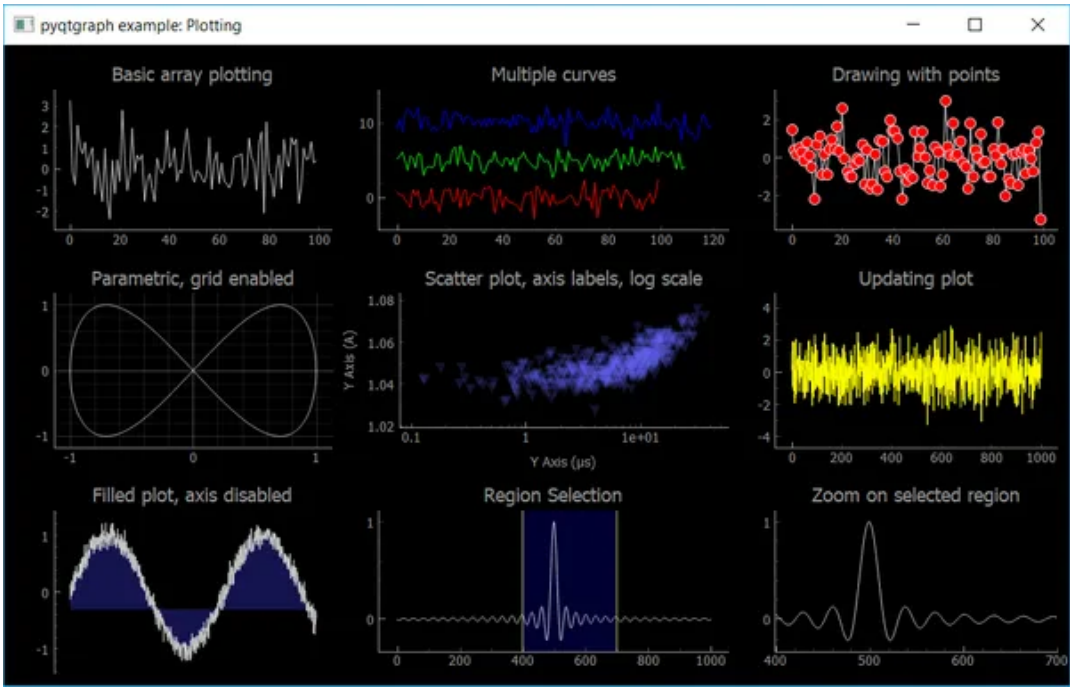 pyqtgraph example: Plotting
Basic array plotting
3
2
1
0
-1
-2
0 20 40 60 80 100
Multiple curves
10
0
0 20 40 60 80 100 120
Drawing with points
2
0
-2
0 20 40 60 80 100
Parametric, grid enabled
1
0
-1
-1 0 1
Scatter plot, axis labels, log scale
Y Axis (A)
1.08
1.06
1.04
1.02
0.1 1 1e+01
Y Axis (µs)
Updating plot
4
2
0
-2
-4
0 200 400 600 800 1000
Filled plot, axis disabled
1
0
-1
Region Selection
1
0
0 200 400 600 800 1000
Zoom on selected region
1
0
400 500 600 700